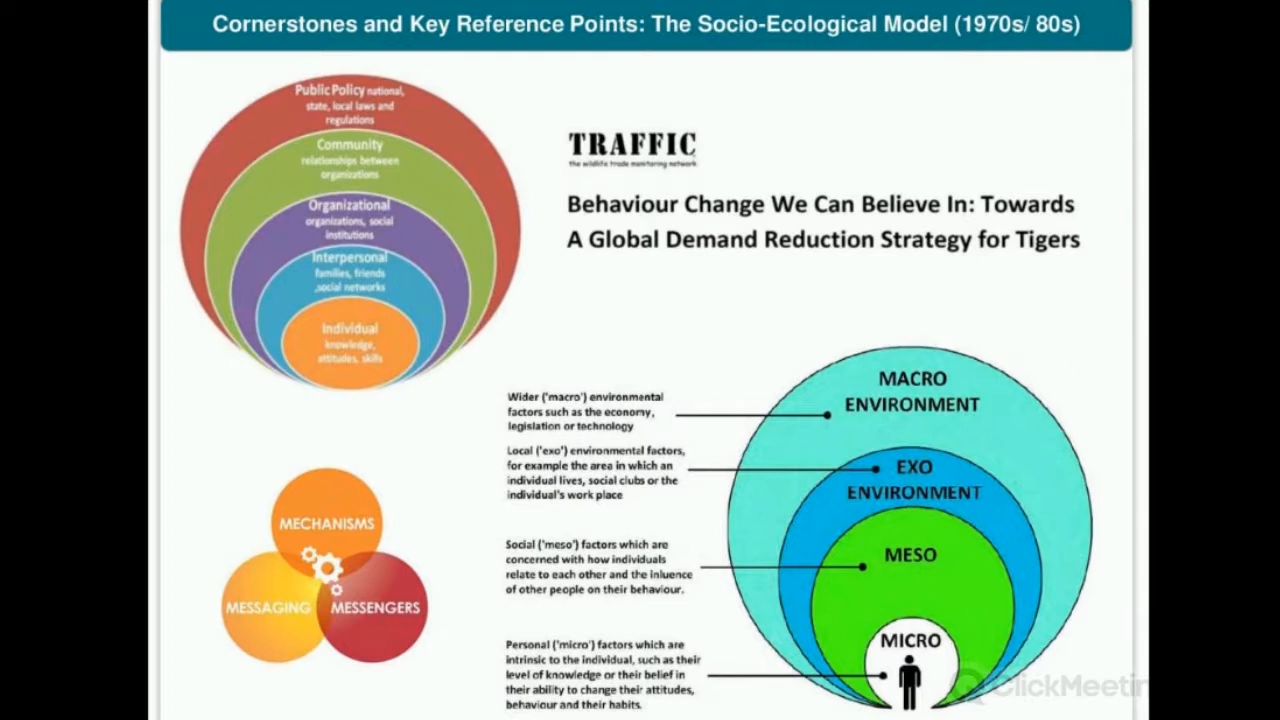 Cornerstones and Key Reference Points: The Socio-Ecological Model (1970s/ 80s)
Public Policy national,
state, local laws and
regulations
Community
relationships between
organizations
Organizational
organizations, social
institutions
Interpersonal
families, friends
,social networks
Individual
knowledge,
attitudes, skills
TRAFFIC
the wildlife trade monitoring network
Behaviour Change We Can Believe In: Towards
A Global Demand Reduction Strategy for Tigers
MECHANISMS
MESSAGING
MESSENGERS
Wider ('macro') environmental
factors such as the economy,
legislation or technology
Local ('exo') environmental factors,
for example the area in which an
individual lives, social clubs or the
individual's work place
Social ('meso') factors which are
concerned with how individuals
relate to each other and the inluence
of other people on their behaviour.
Personal ('micro') factors which are
intrinsic to the individual, such as their
level of knowledge or their belief in
their ability to change their attitudes,
behaviour and their habits.
MACRO
ENVIRONMENT
EXO
ENVIRONMENT
MESO
MICRO
ClickMeetin